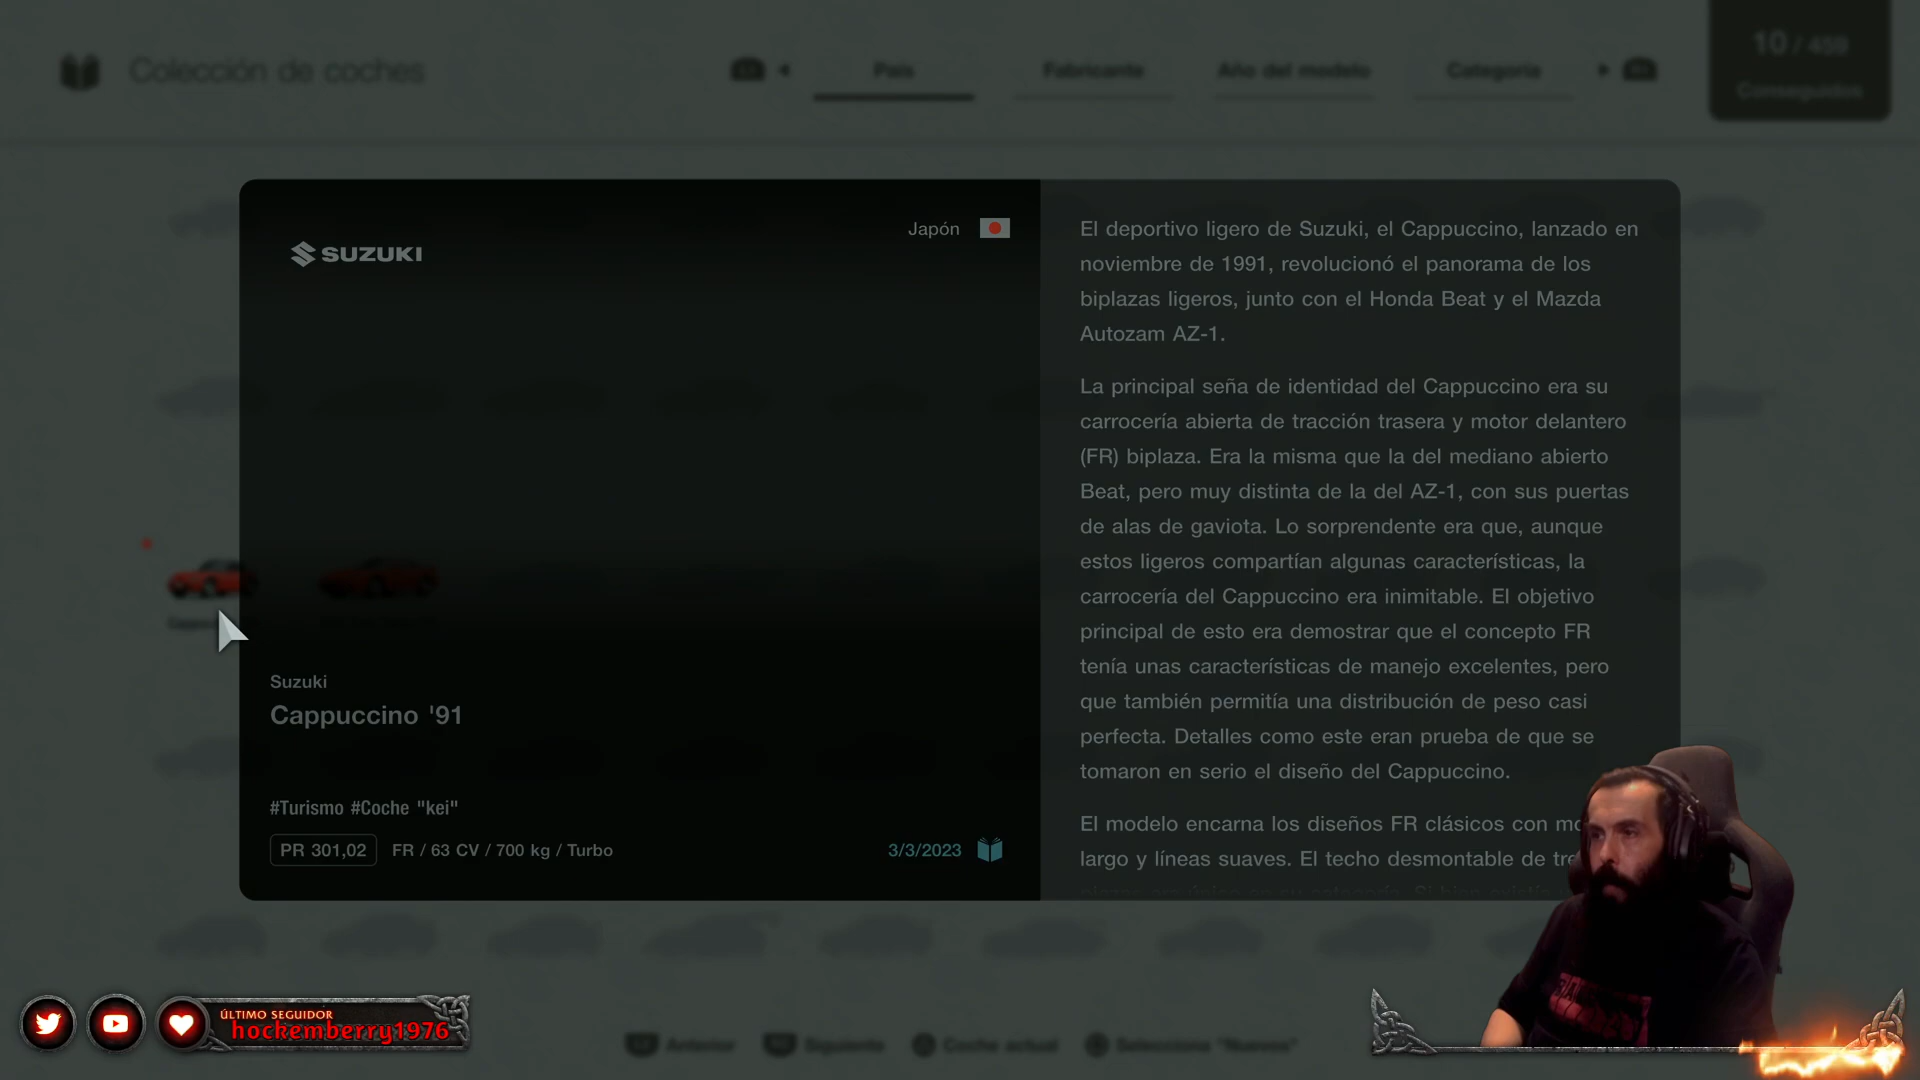 Colección de coches
País
Fabricante
Año del modelo
Categoría
10 / 459
Conseguidos
SUZUKI
Japón
Suzuki
Cappuccino '91
#Turismo #Coche "kei"
PR 301,02
FR / 63 CV / 700 kg / Turbo
3/3/2023
El deportivo ligero de Suzuki, el Cappuccino, lanzado en
noviembre de 1991, revolucionó el panorama de los
biplazas ligeros, junto con el Honda Beat y el Mazda
Autozam AZ-1.
La principal seña de identidad del Cappuccino era su
carrocería abierta de tracción trasera y motor delantero
(FR) biplaza. Era la misma que la del mediano abierto
Beat, pero muy distinta de la del AZ-1, con sus puertas
de alas de gaviota. Lo sorprendente era que, aunque
estos ligeros compartían algunas características, la
carrocería del Cappuccino era inimitable. El objetivo
principal de esto era demostrar que el concepto FR
tenía unas características de manejo excelentes, pero
que también permitía una distribución de peso casi
perfecta. Detalles como este eran prueba de que se
tomaron en serio el diseño del Cappuccino.
El modelo encarna los diseños FR clásicos con
largo y líneas suaves. El techo desmontable de
ÚLTIMO SEGUIDOR
hockemberry1976
Anterior
Siguiente
Coche actual
Selecciona "Nuevos"